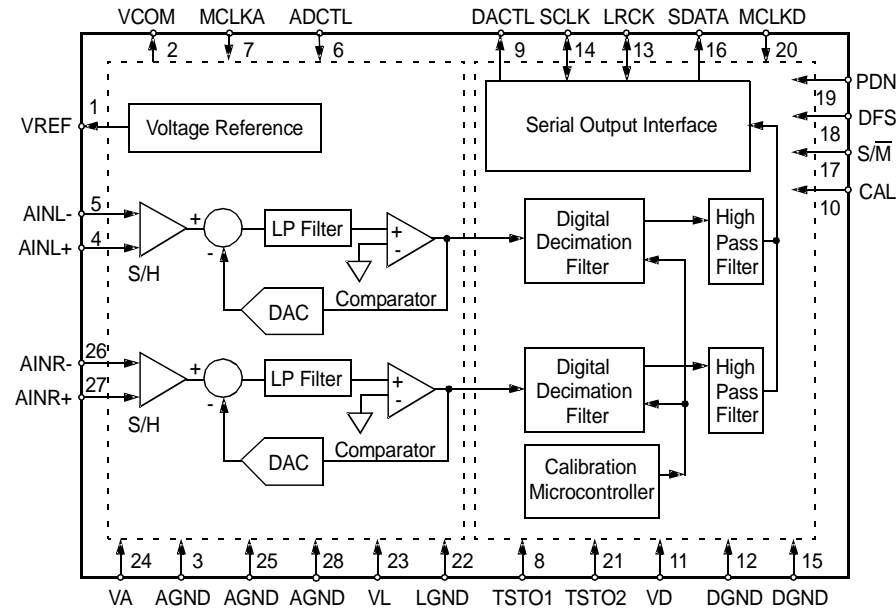 VCOM MCLKA ADCTL DACTL SCLK LRCK SDATA MCLKD
2 7 6 9 14 13 16 20
PDN
19
DFS
18
S/M̅
17
CAL
10
1
VREF
Voltage Reference
Serial Output Interface
5
AINL-
4
AINL+
S/H
+
-
LP Filter
+
-
Comparator
DAC
Digital
Decimation
Filter
High
Pass
Filter
26
AINR-
27
AINR+
S/H
+
-
LP Filter
+
-
Comparator
DAC
Digital
Decimation
Filter
High
Pass
Filter
Calibration
Microcontroller
24 3 25 28 23 22 8 21 11 12 15
VA AGND AGND AGND VL LGND TSTO1 TSTO2 VD DGND DGND